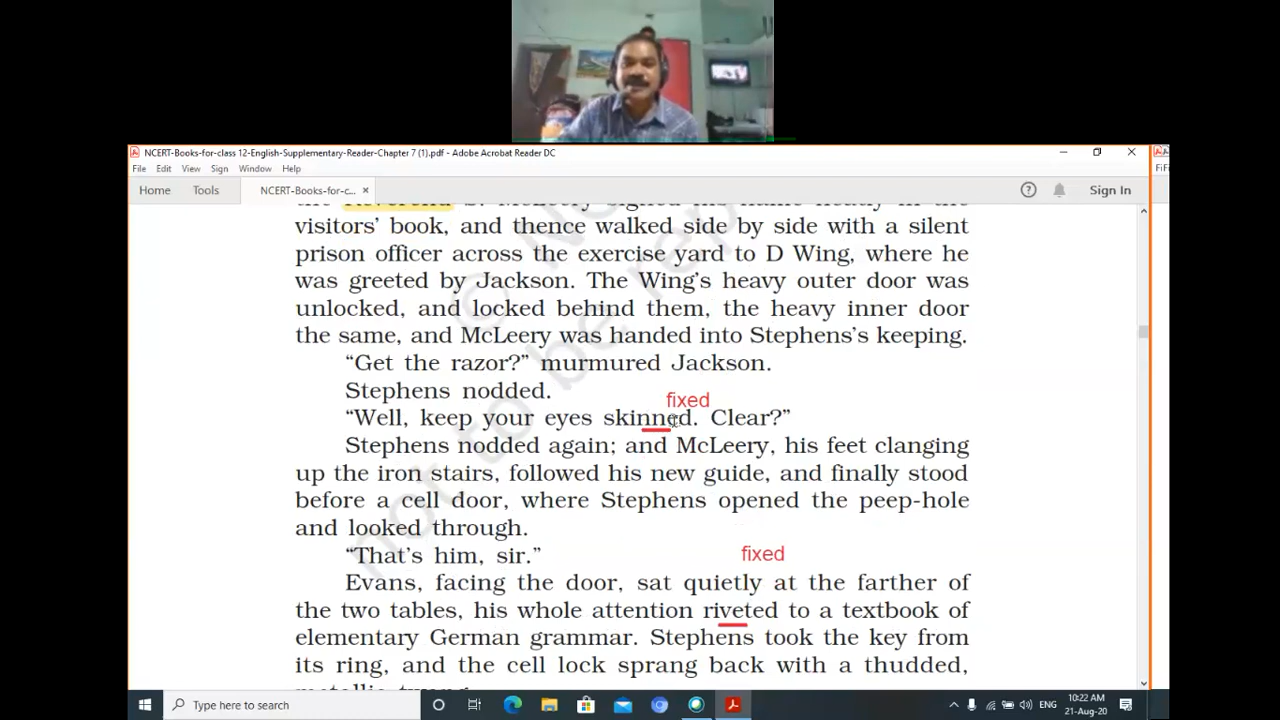 NCERT-Books-for-class 12-English-Supplementary-Reader-Chapter 7 (1).pdf - Adobe Acrobat Reader DC
File Edit View Sign Window Help
Home Tools NCERT-Books-for-c... × Sign In
FiFi
visitors' book, and thence walked side by side with a silent
prison officer across the exercise yard to D Wing, where he
was greeted by Jackson. The Wing's heavy outer door was
unlocked, and locked behind them, the heavy inner door
the same, and McLeery was handed into Stephens's keeping.
"Get the razor?" murmured Jackson.
Stephens nodded.
fixed
"Well, keep your eyes skinned. Clear?"
Stephens nodded again; and McLeery, his feet clanging
up the iron stairs, followed his new guide, and finally stood
before a cell door, where Stephens opened the peep-hole
and looked through.
"That's him, sir."
fixed
Evans, facing the door, sat quietly at the farther of
the two tables, his whole attention riveted to a textbook of
elementary German grammar. Stephens took the key from
its ring, and the cell lock sprang back with a thudded,
not to be rep
Type here to search
ENG
10:22 AM
21-Aug-20